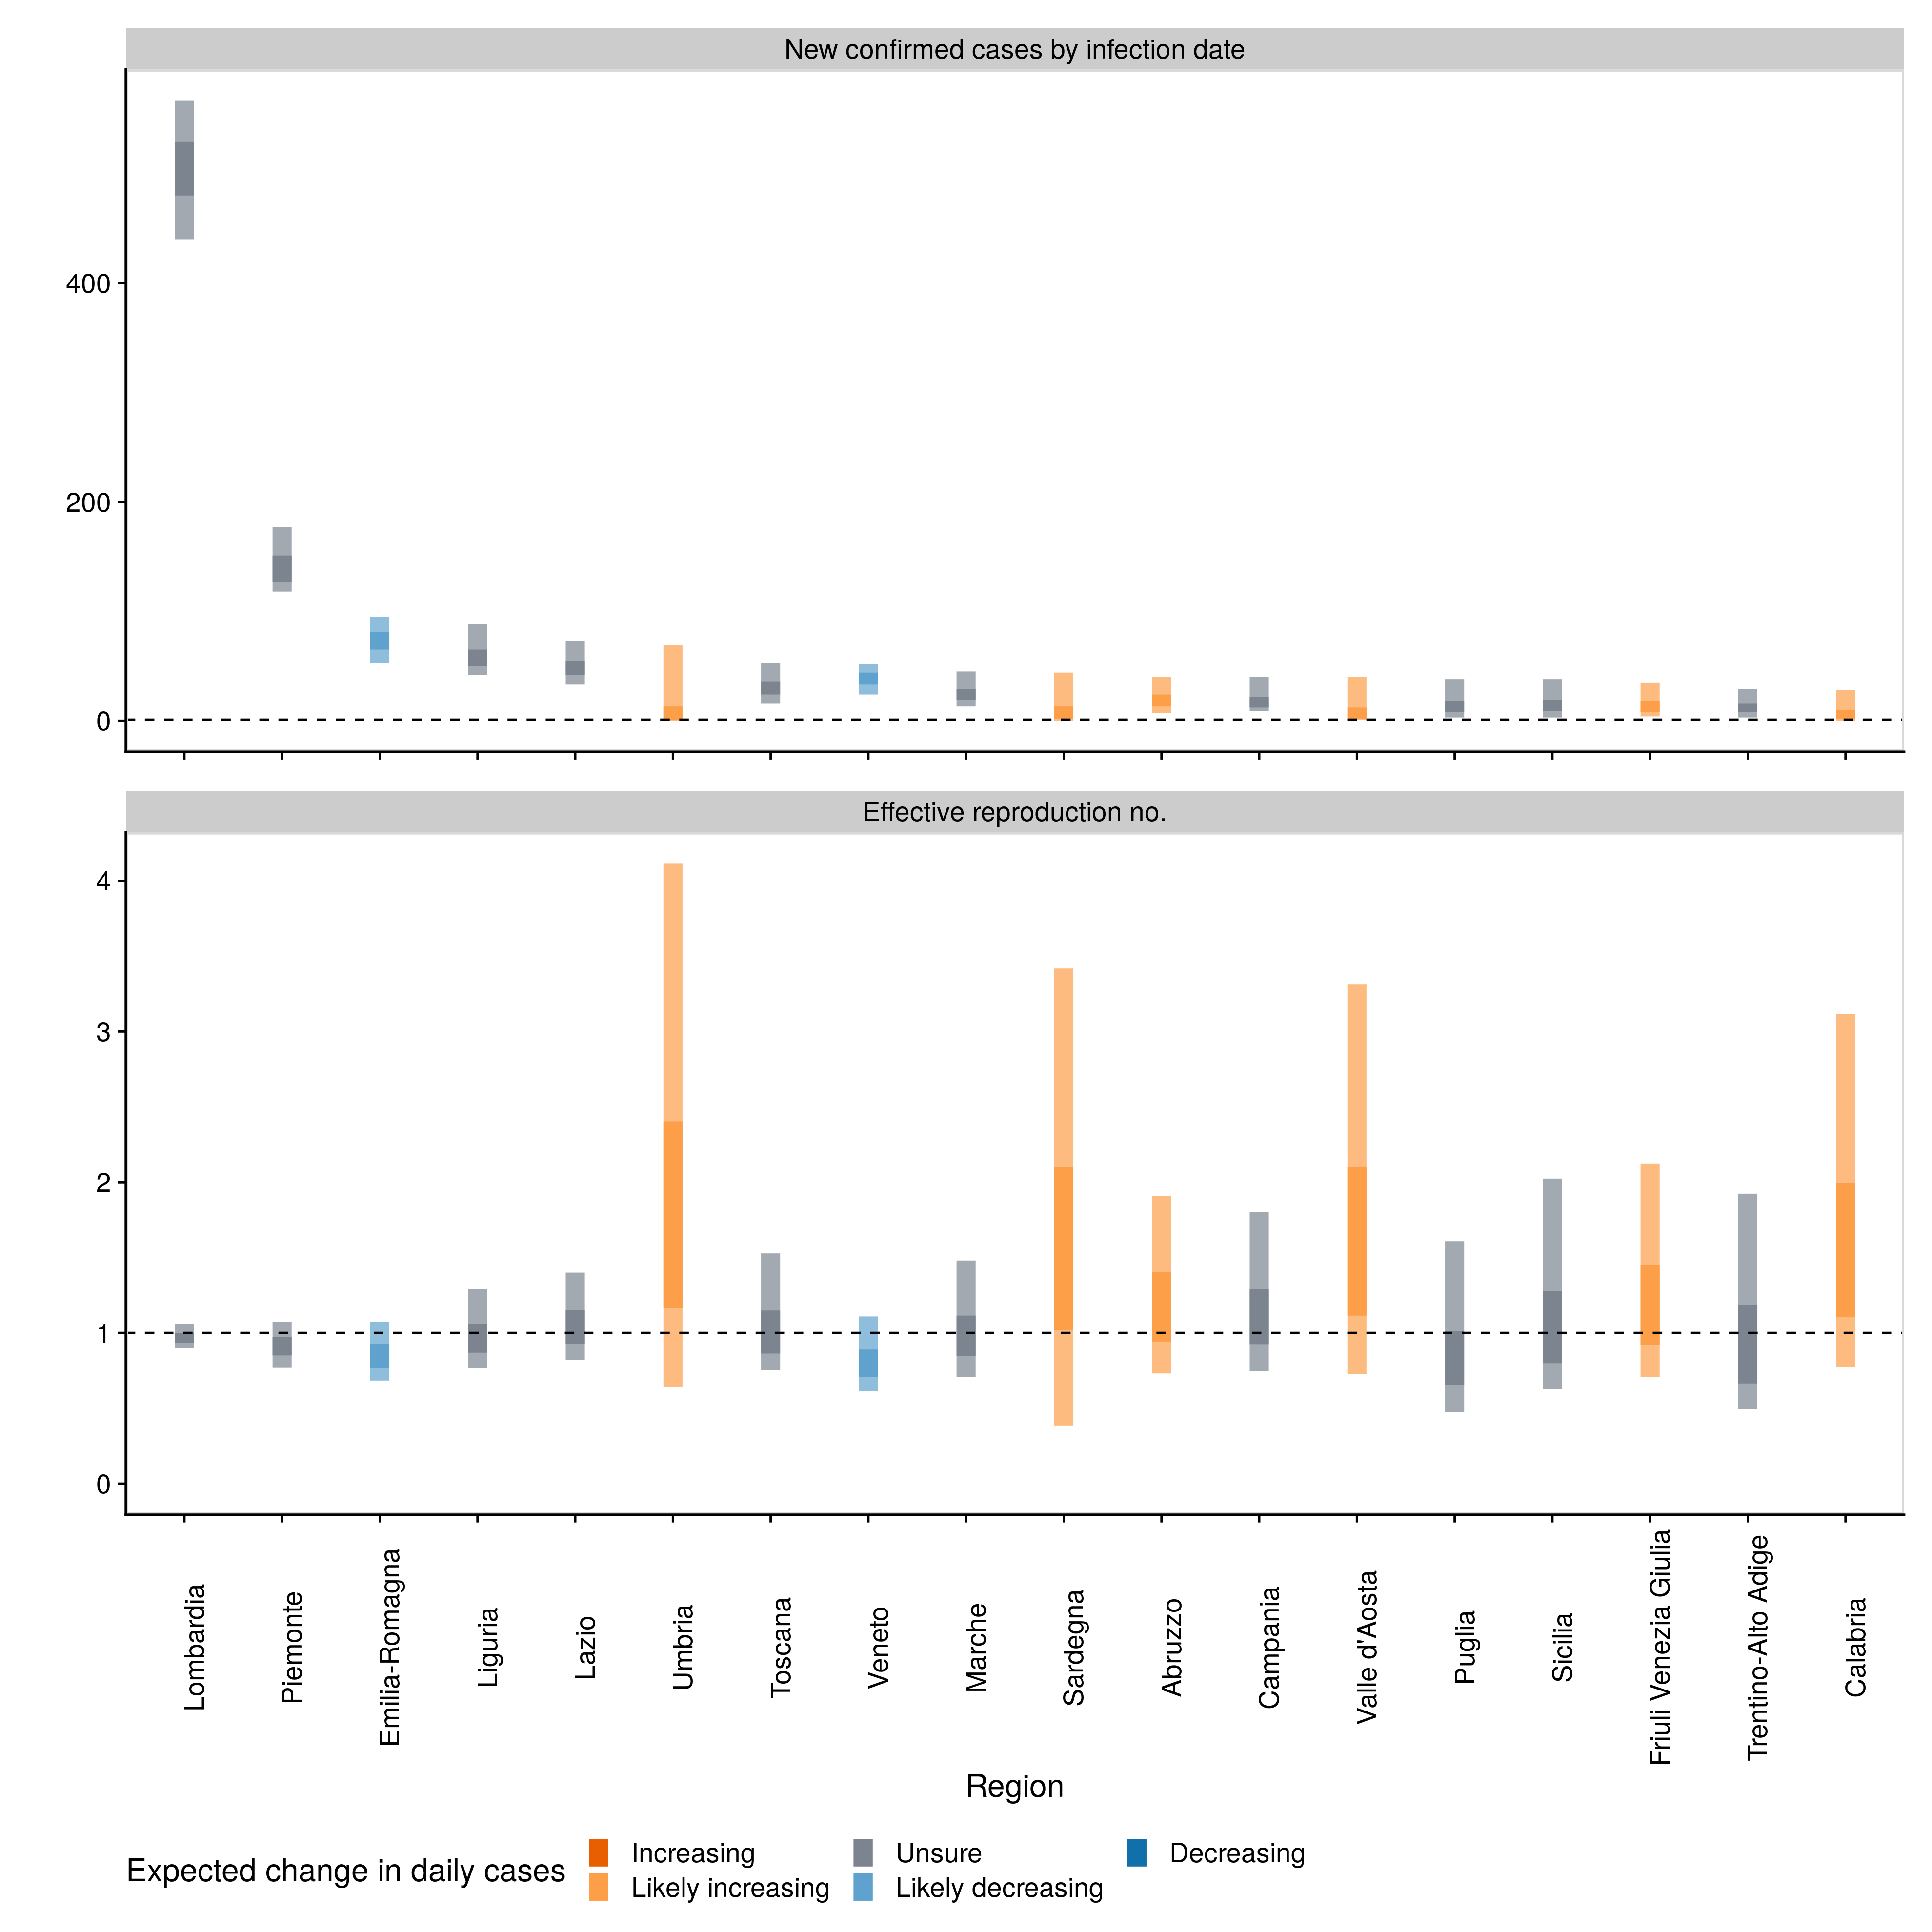 New confirmed cases by infection date
400
200
0
Effective reproduction no.
4
3
2
1
0
Lombardia
Piemonte
Emilia-Romagna
Liguria
Lazio
Umbria
Toscana
Veneto
Marche
Sardegna
Abruzzo
Campania
Valle d'Aosta
Puglia
Sicilia
Friuli Venezia Giulia
Trentino-Alto Adige
Calabria
Region
Expected change in daily cases
Increasing
Likely increasing
Unsure
Likely decreasing
Decreasing